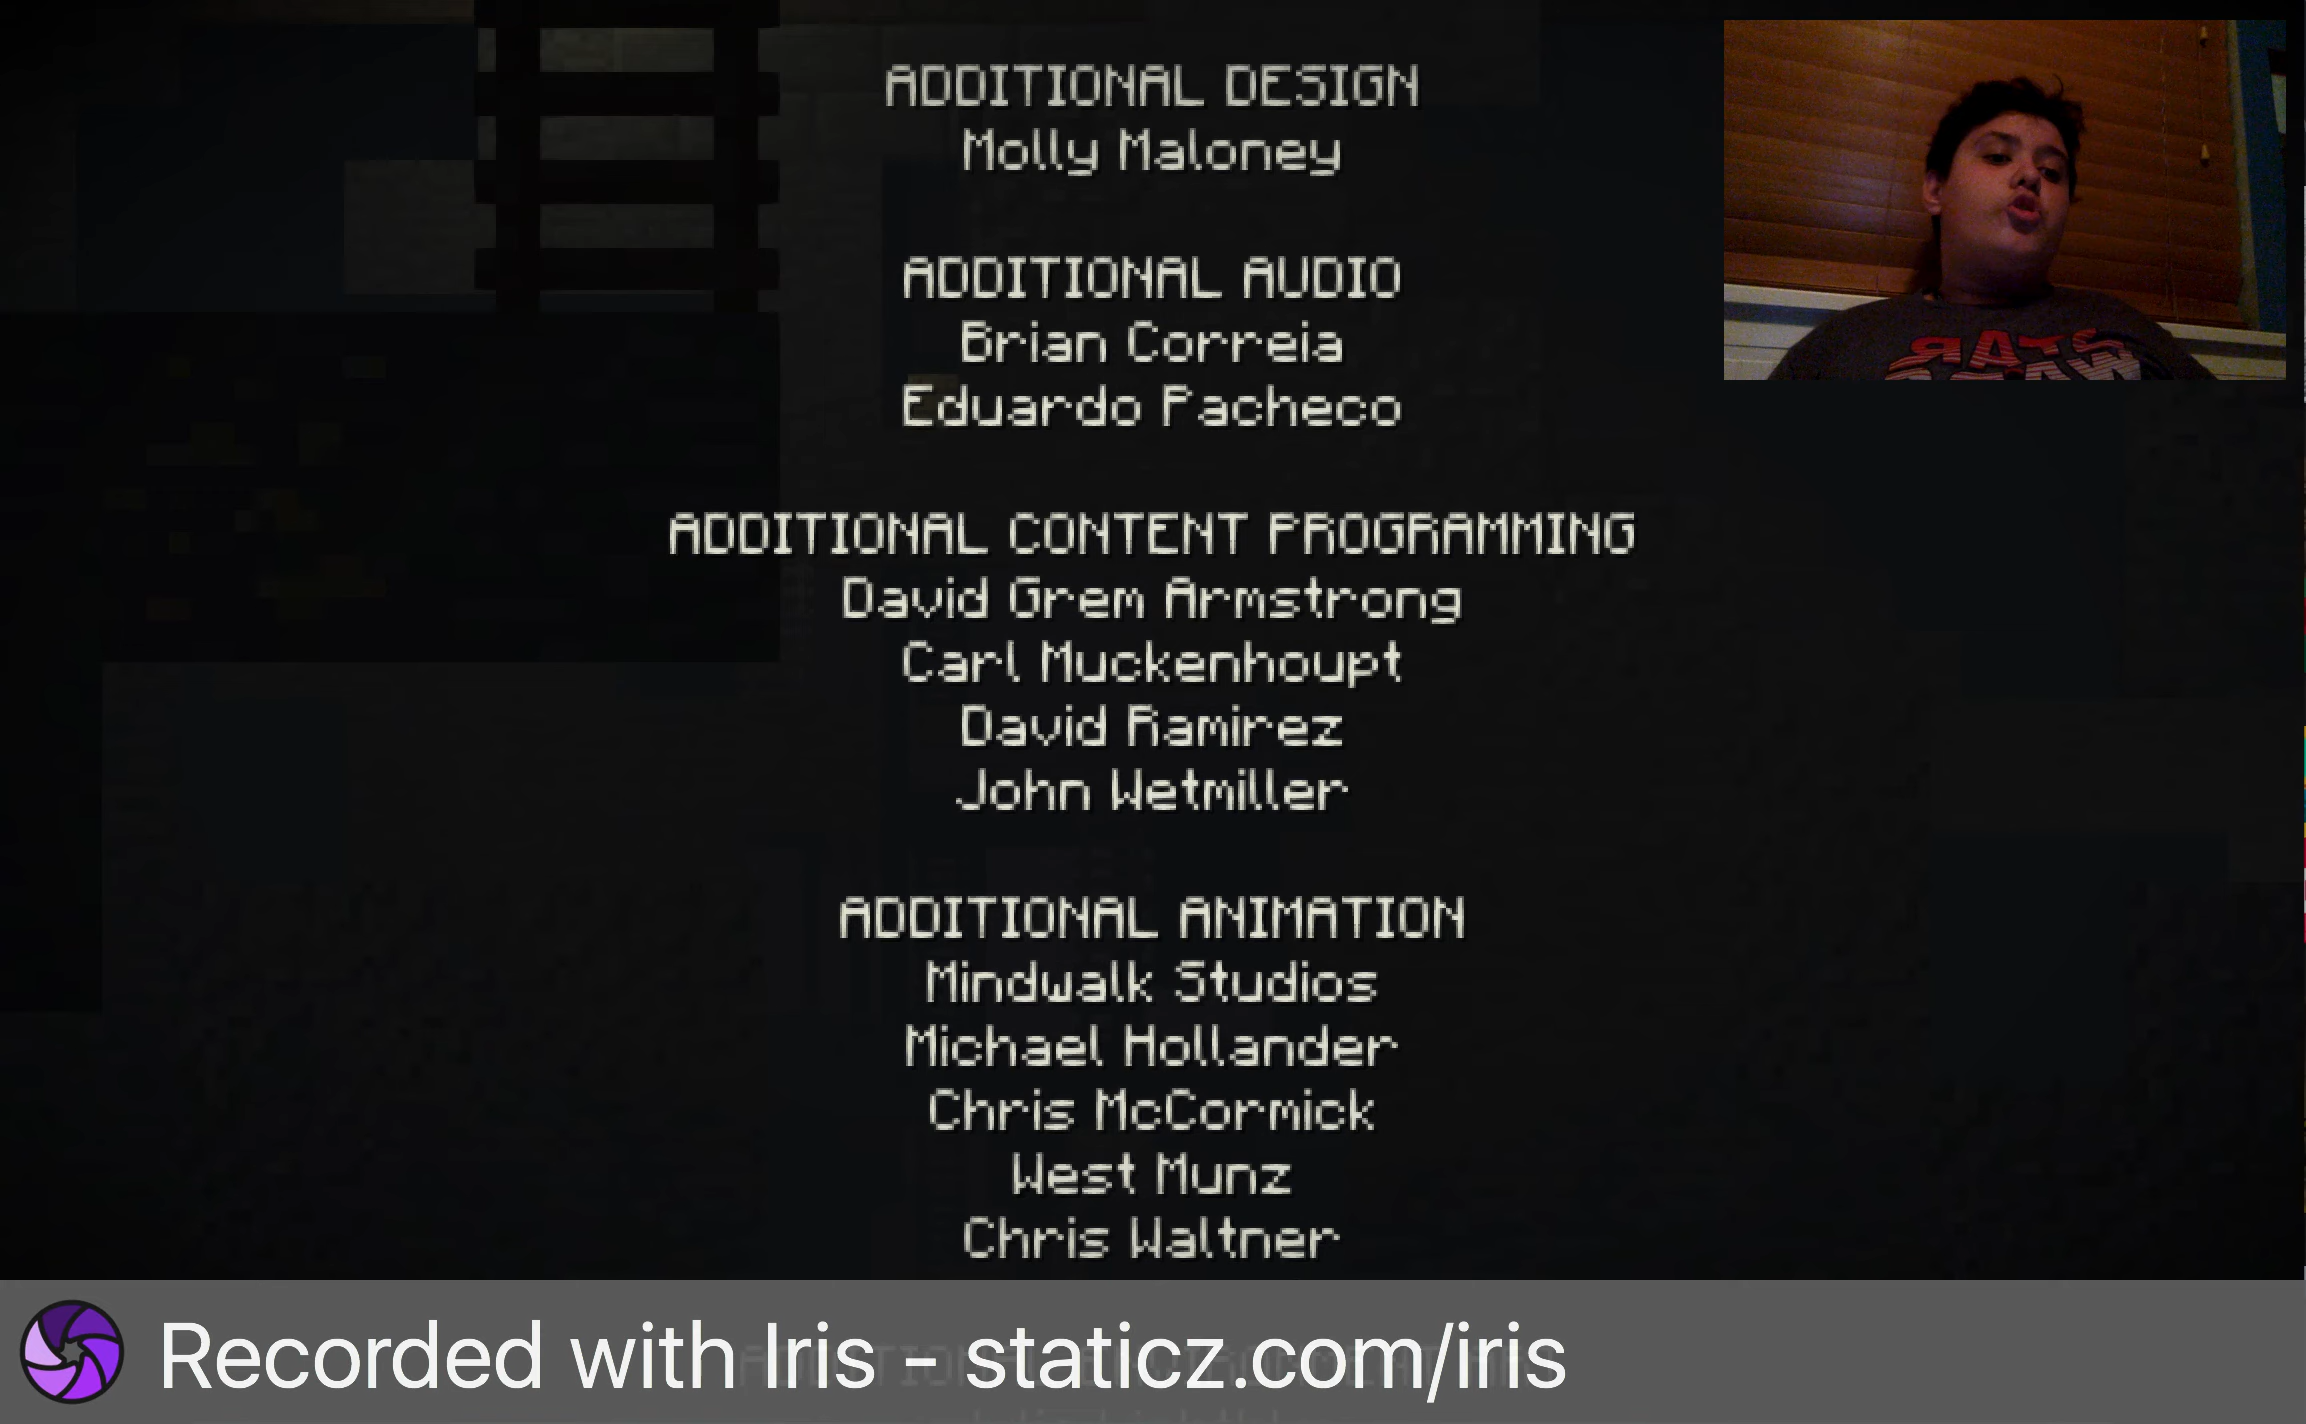 ADDITIONAL DESIGN
Molly Maloney
ADDITIONAL AUDIO
Brian Correia
Eduardo Pacheco
ADDITIONAL CONTENT PROGRAMMING
David Grem Armstrong
Carl Muckenhoupt
David Ramirez
John Wetmiller
ADDITIONAL ANIMATION
Mindwalk Studios
Michael Hollander
Chris McCormick
West Munz
Chris Waltner
STAR
WARS
Recorded with Iris - staticz.com/iris